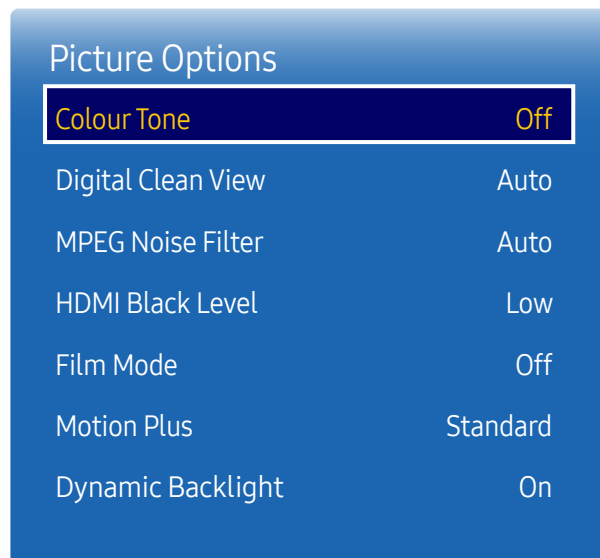 Picture Options
Colour Tone Off
Digital Clean View Auto
MPEG Noise Filter Auto
HDMI Black Level Low
Film Mode Off
Motion Plus Standard
Dynamic Backlight On